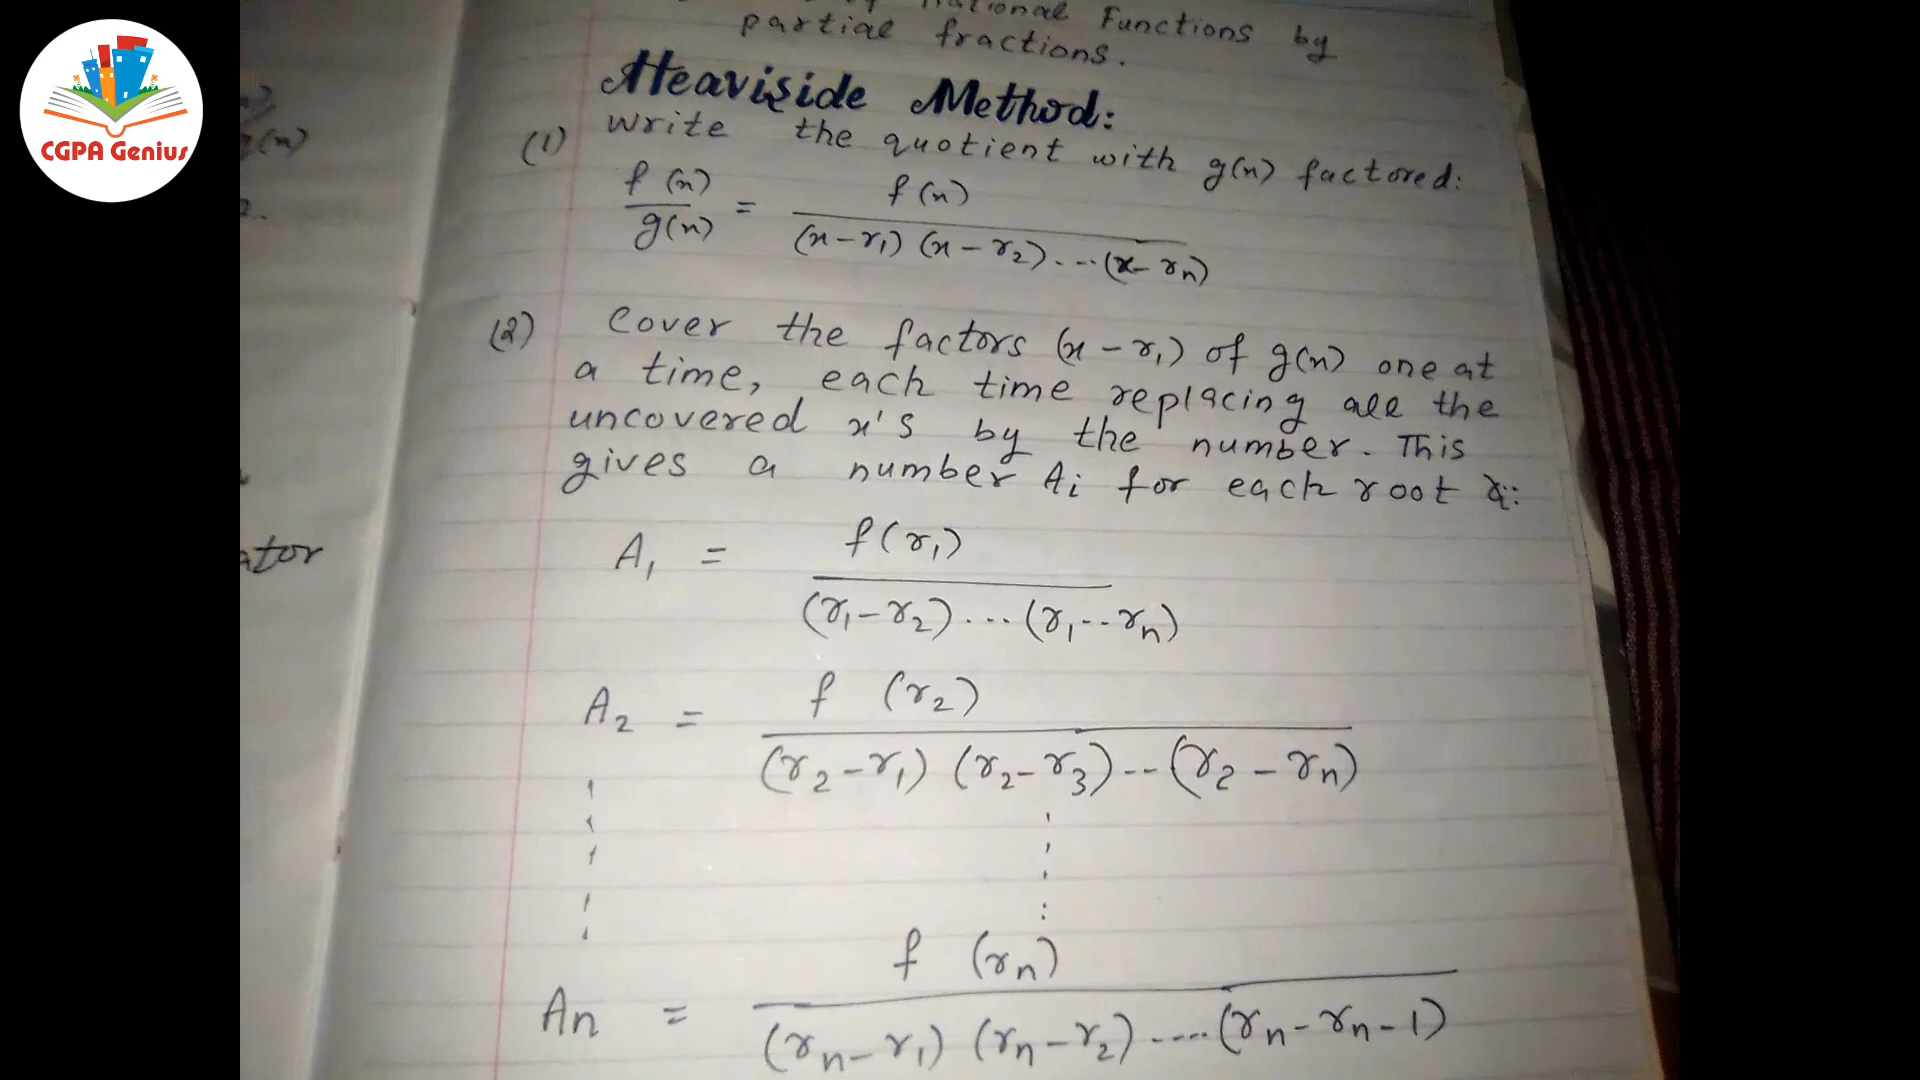 CGPA Genius
Functions by
partial fractions.
Heaviside Method:
(1) Write the quotient with g(x) factored:
f(x)/g(x) = f(x)/(x-r₁)(x-r₂)....(x-rₙ)
(2) Cover the factors (x-r₁) of g(x) one at
a time, each time replacing all the
uncovered x's by the number. This
gives a number Aᵢ for each root rᵢ:
A₁ = f(r₁)/(r₁-r₂)....(r₁--rₙ)
A₂ = f(r₂)/(r₂-r₁)(r₂-r₃)--(r₂-rₙ)
Aₙ = f(rₙ)/(rₙ-r₁)(rₙ-r₂)....(rₙ-rₙ-1)